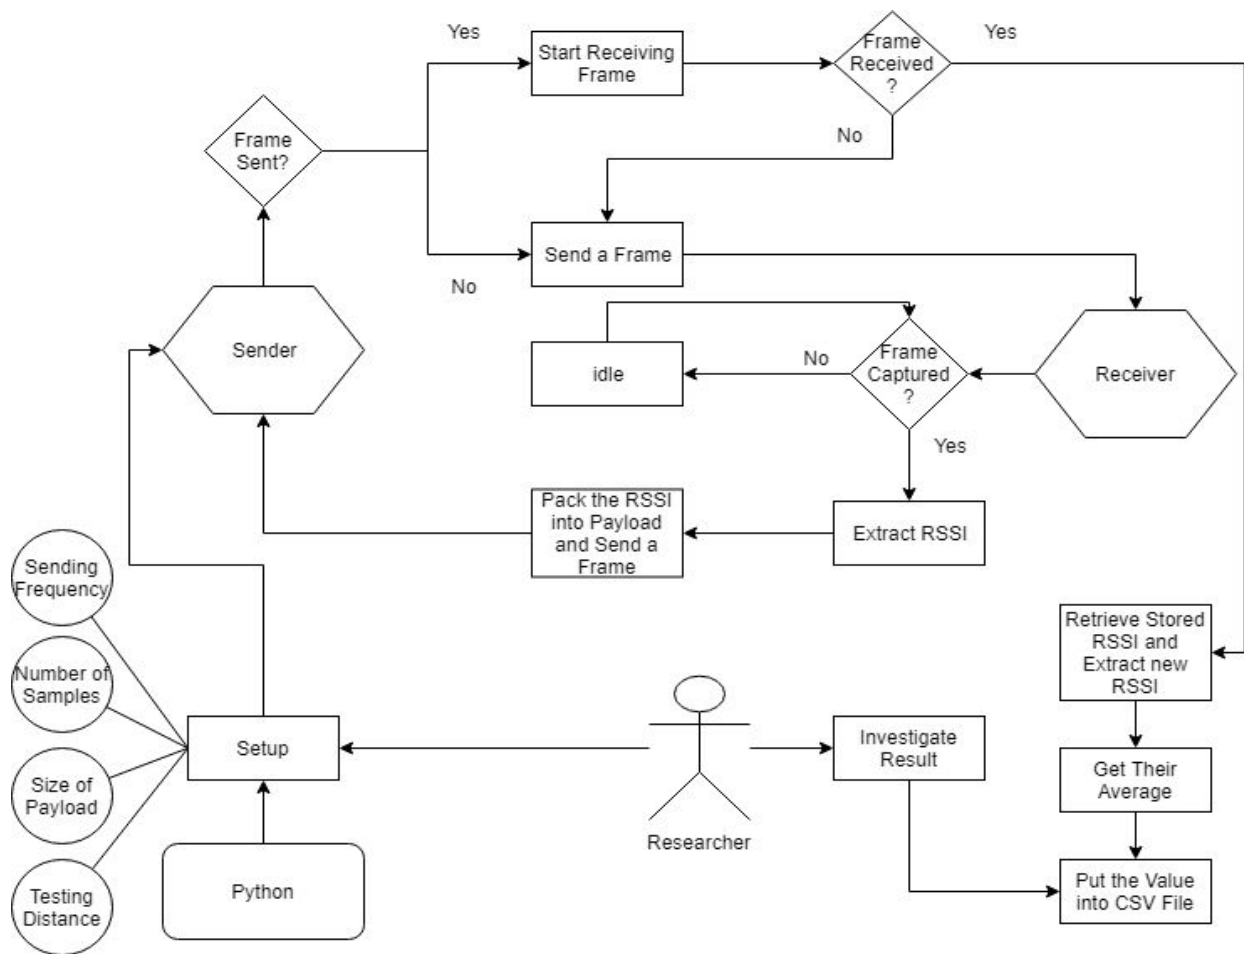 Yes
Start Receiving
Frame
Frame
Received
?
Yes
No
Frame
Sent?
Send a Frame
No
Sender
idle
No
Frame
Captured
?
Receiver
Yes
Pack the RSSI
into Payload
and Send a
Frame
Extract RSSI
Sending
Frequency
Number of
Samples
Size of
Payload
Testing
Distance
Setup
Python
Researcher
Investigate
Result
Retrieve Stored
RSSI and
Extract new
RSSI
Get Their
Average
Put the Value
into CSV File